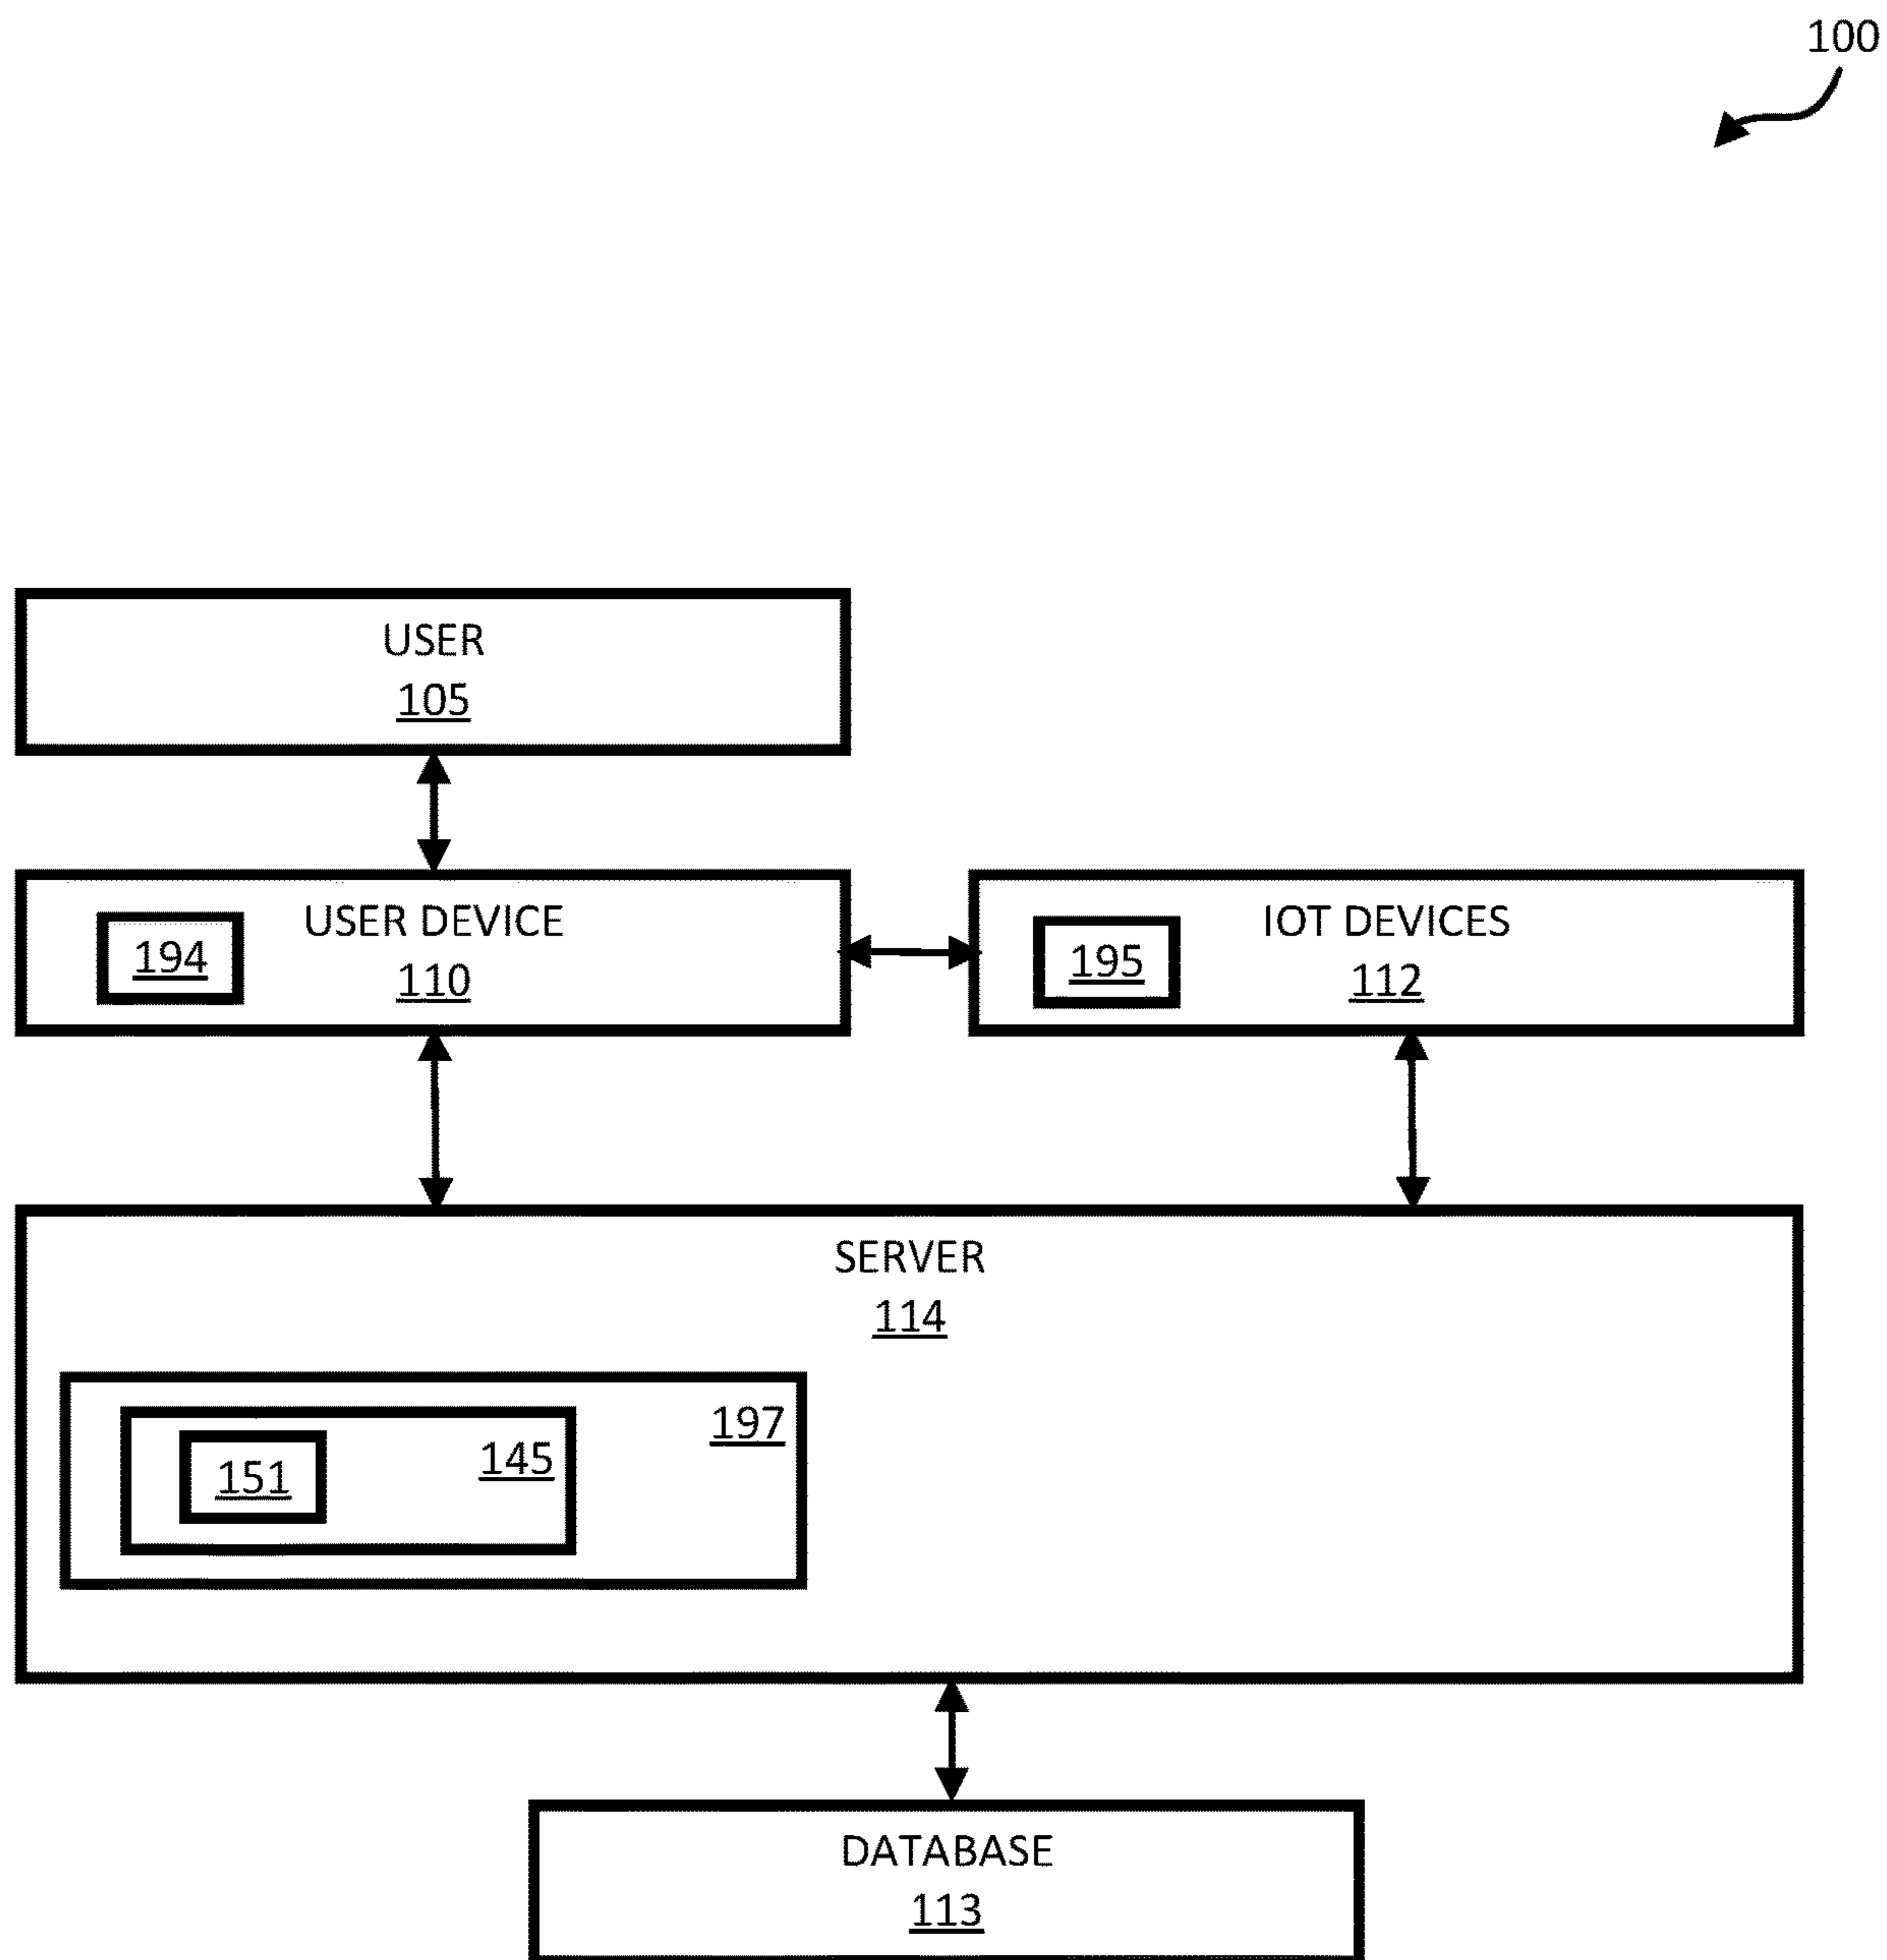 100
USER
105
USER DEVICE
194
110
IOT DEVICES
195
112
SERVER
114
197
145
151
DATABASE
113